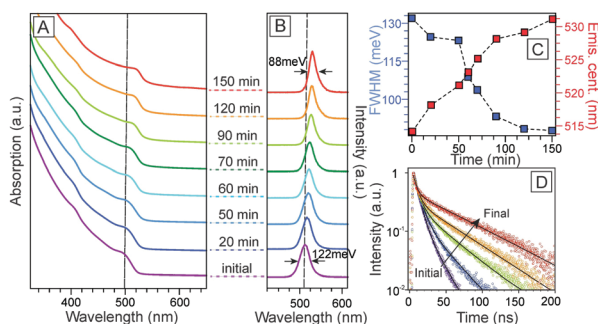 A
Absorption (a.u.)
400 500 600
Wavelength (nm)
150 min
120 min
90 min
70 min
60 min
50 min
20 min
initial
B
88meV
122meV
Intensity (a.u.)
500 600
Wavelength (nm)
C
FWHM (meV)
130
115
100
Emis. cent. (nm)
530
525
520
515
0 50 100 150
Time (min)
D
Intensity (a.u.)
1
10-1
10-2
Final
Initial
0 50 100 150 200
Time (ns)